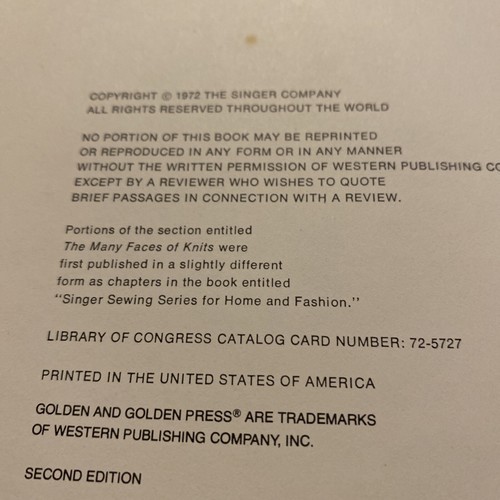 COPYRIGHT © 1972 THE SINGER COMPANY
ALL RIGHTS RESERVED THROUGHOUT THE WORLD
NO PORTION OF THIS BOOK MAY BE REPRINTED
OR REPRODUCED IN ANY FORM OR IN ANY MANNER
WITHOUT THE WRITTEN PERMISSION OF WESTERN PUBLISHING CO
EXCEPT BY A REVIEWER WHO WISHES TO QUOTE
BRIEF PASSAGES IN CONNECTION WITH A REVIEW.
Portions of the section entitled
The Many Faces of Knits were
first published in a slightly different
form as chapters in the book entitled
"Singer Sewing Series for Home and Fashion."
LIBRARY OF CONGRESS CATALOG CARD NUMBER: 72-5727
PRINTED IN THE UNITED STATES OF AMERICA
GOLDEN AND GOLDEN PRESS® ARE TRADEMARKS
OF WESTERN PUBLISHING COMPANY, INC.
SECOND EDITION